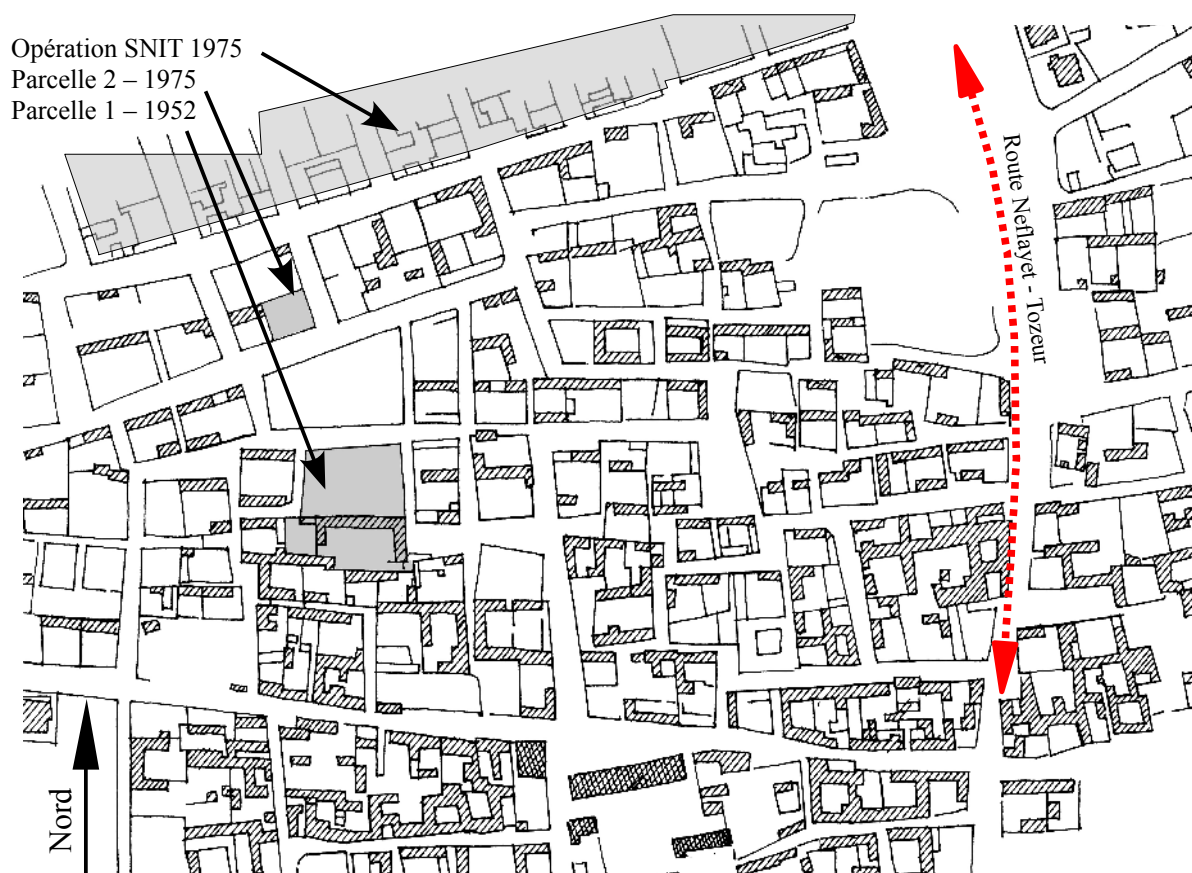 Opération SNIT 1975
Parcelle 2 – 1975
Parcelle 1 – 1952
Route Neflayet - Tozeur
Nord